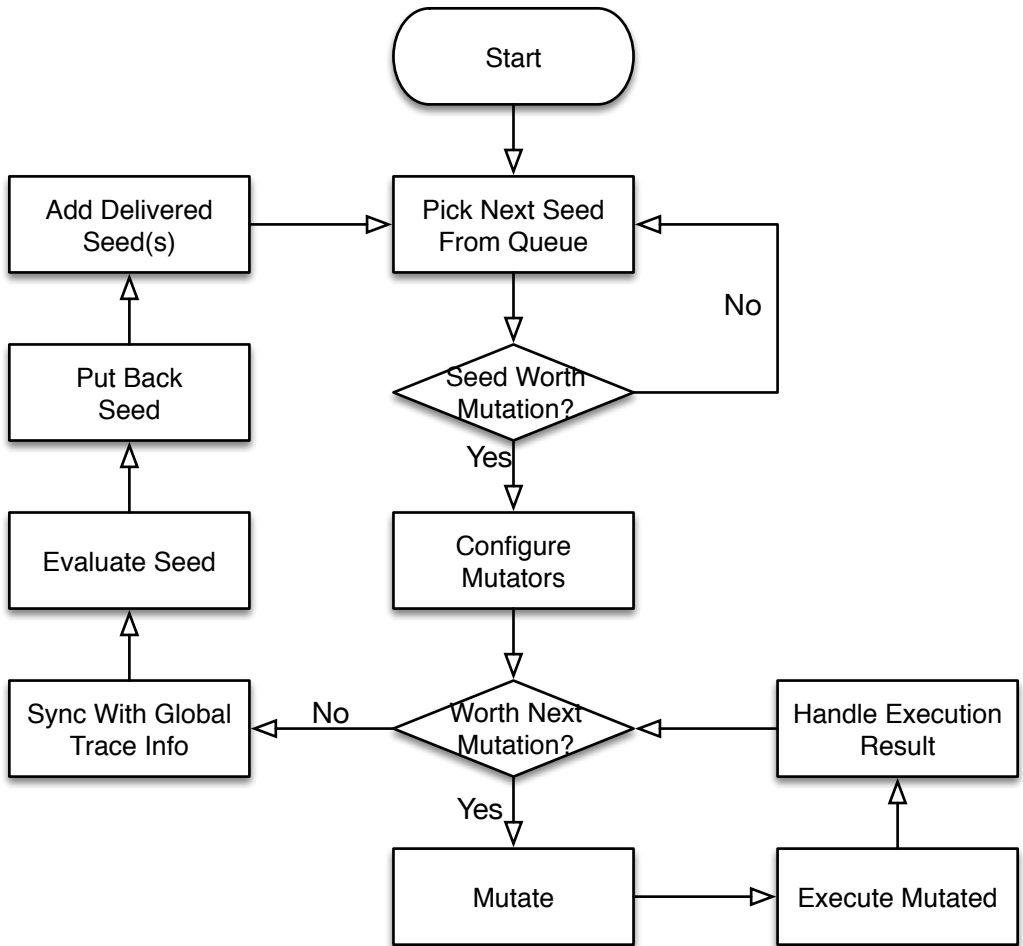 Start
Add Delivered
Seed(s)
Pick Next Seed
From Queue
No
Put Back
Seed
Seed Worth
Mutation?
Yes
Evaluate Seed
Configure
Mutators
Sync With Global
Trace Info
No
Worth Next
Mutation?
Handle Execution
Result
Yes
Mutate
Execute Mutated